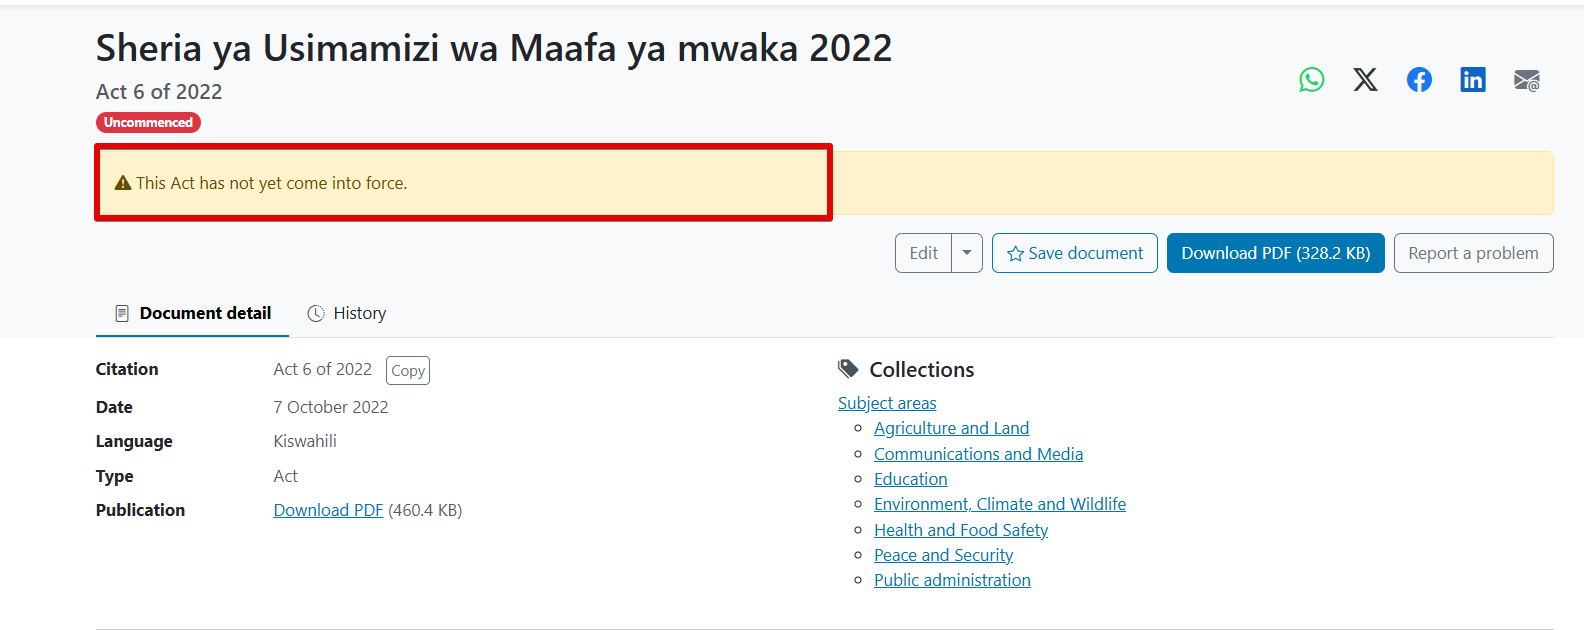 Sheria ya Usimamizi wa Maafa ya mwaka 2022
Act 6 of 2022
Uncommenced
This Act has not yet come into force.
Edit
Save document
Download PDF (328.2 KB)
Report a problem
Document detail
History
Citation Act 6 of 2022 Copy
Date 7 October 2022
Language Kiswahili
Type Act
Publication Download PDF (460.4 KB)
Collections
Subject areas
Agriculture and Land
Communications and Media
Education
Environment, Climate and Wildlife
Health and Food Safety
Peace and Security
Public administration